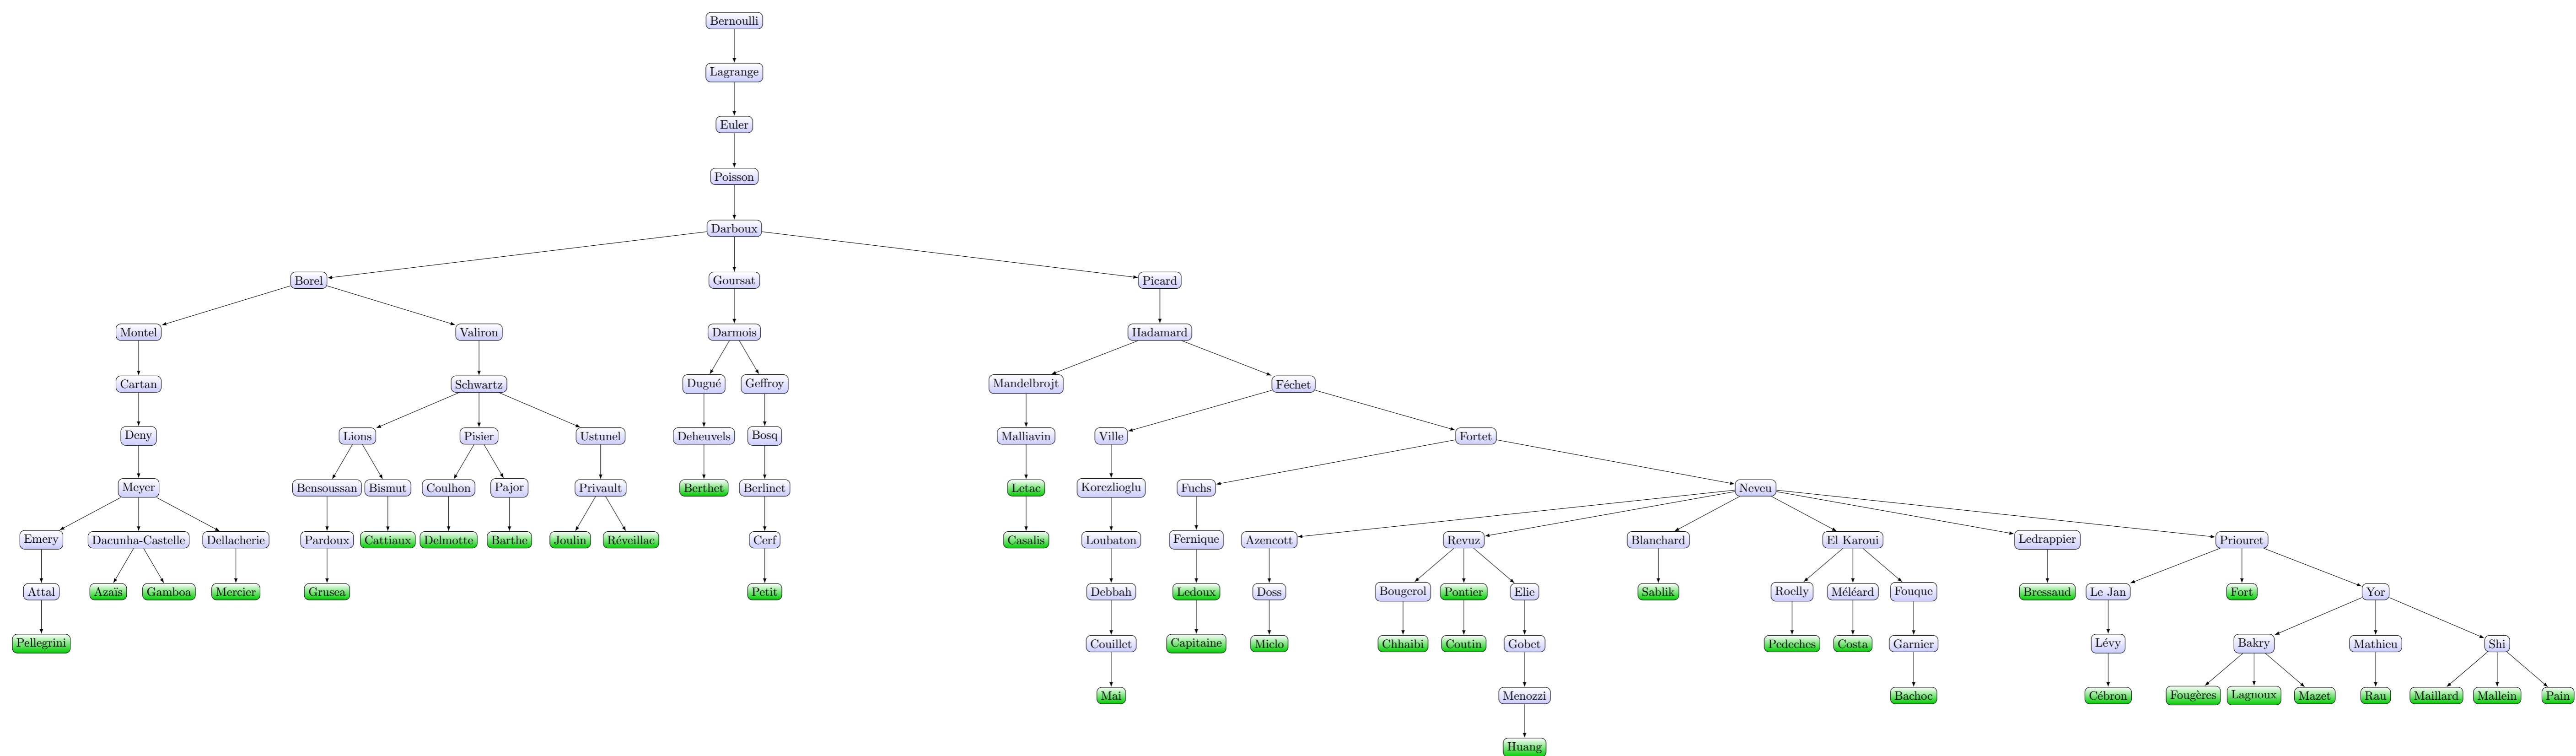 Bernoulli
Lagrange
Euler
Poisson
Darboux
Borel Goursat Picard
Montel Valiron Darmois Hadamard
Cartan Schwartz Dugué Geffroy Mandelbrojt Féchet
Deny Lions Pisier Ustunel Deheuvels Bosq Malliavin Ville Fortet
Meyer Bensoussan Bismut Coulhon Pajor Privault Berthet Berlinet Letac Korezlioglu Fuchs Neveu
Emery Dacunha-Castelle Dellacherie Pardoux Cattiaux Delmotte Barthe Joulin Réveillac Cerf Casalis Loubaton Fernique Azencott Revuz Blanchard El Karoui Ledrappier Priouret
Attal Azaïs Gamboa Mercier Grusea Petit Debbah Ledoux Doss Bougerol Pontier Elie Sablik Roelly Méléard Fouque Bressaud Le Jan Fort Yor
Pellegrini Couillet Capitaine Miclo Chhaibi Coutin Gobet Pedeches Costa Garnier Lévy Bakry Mathieu Shi
Mai Menozzi Bachoc Cébron Fougères Lagnoux Mazet Rau Maillard Mallein Pain
Huang